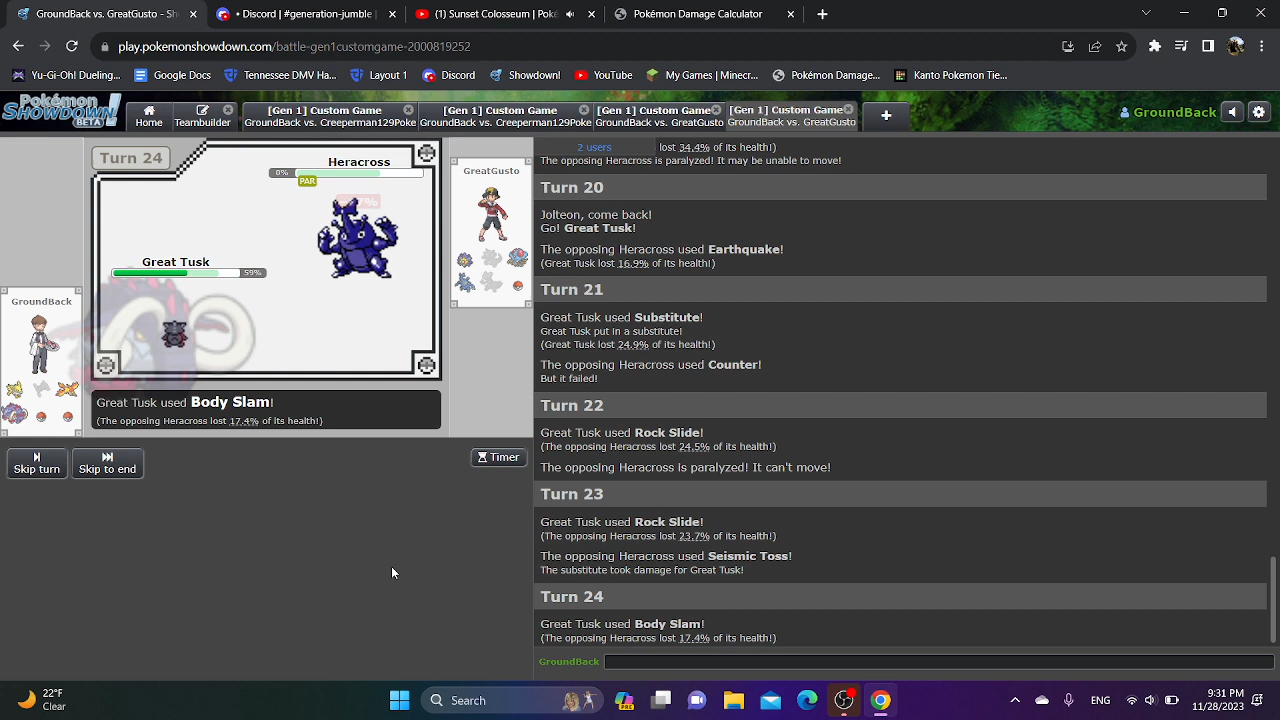 GroundBack vs. GreatGusto - Sh
• Discord | #generation-jumble |
(1) Sunset Colosseum | Poké
Pokémon Damage Calculator
play.pokemonshowdown.com/battle-gen1customgame-2000819252
Yu-Gi-Oh! Dueling...
Google Docs
Tennessee DMV Ha...
Layout 1
Discord
Showdown!
YouTube
My Games | Minecr...
Pokémon Damage...
Kanto Pokemon Tie...
Pokémon
SHOWDOWN!
BETA
Home
Teambuilder
[Gen 1] Custom Game
GroundBack vs. Creeperman129Poke
[Gen 1] Custom Game
GroundBack vs. Creeperman129Poke
[Gen 1] Custom Game
GroundBack vs. GreatGusto
[Gen 1] Custom Game
GroundBack vs. GreatGusto
GroundBack
Turn 24
Heracross
0%
PAR
Great Tusk
59%
GreatGusto
GroundBack
Great Tusk used Body Slam!
(The opposing Heracross lost 17.4% of its health!)
Skip turn
Skip to end
Timer
2 users
lost 34.4% of its health!)
The opposing Heracross is paralyzed! It may be unable to move!
Turn 20
Jolteon, come back!
Go! Great Tusk!
The opposing Heracross used Earthquake!
(Great Tusk lost 16.9% of its health!)
Turn 21
Great Tusk used Substitute!
Great Tusk put in a substitute!
(Great Tusk lost 24.9% of its health!)
The opposing Heracross used Counter!
But it failed!
Turn 22
Great Tusk used Rock Slide!
(The opposing Heracross lost 24.5% of its health!)
The opposing Heracross is paralyzed! It can't move!
Turn 23
Great Tusk used Rock Slide!
(The opposing Heracross lost 23.7% of its health!)
The opposing Heracross used Seismic Toss!
The substitute took damage for Great Tusk!
Turn 24
Great Tusk used Body Slam!
(The opposing Heracross lost 17.4% of its health!)
GroundBack
22°F
Clear
Search
ENG
9:31 PM
11/28/2023